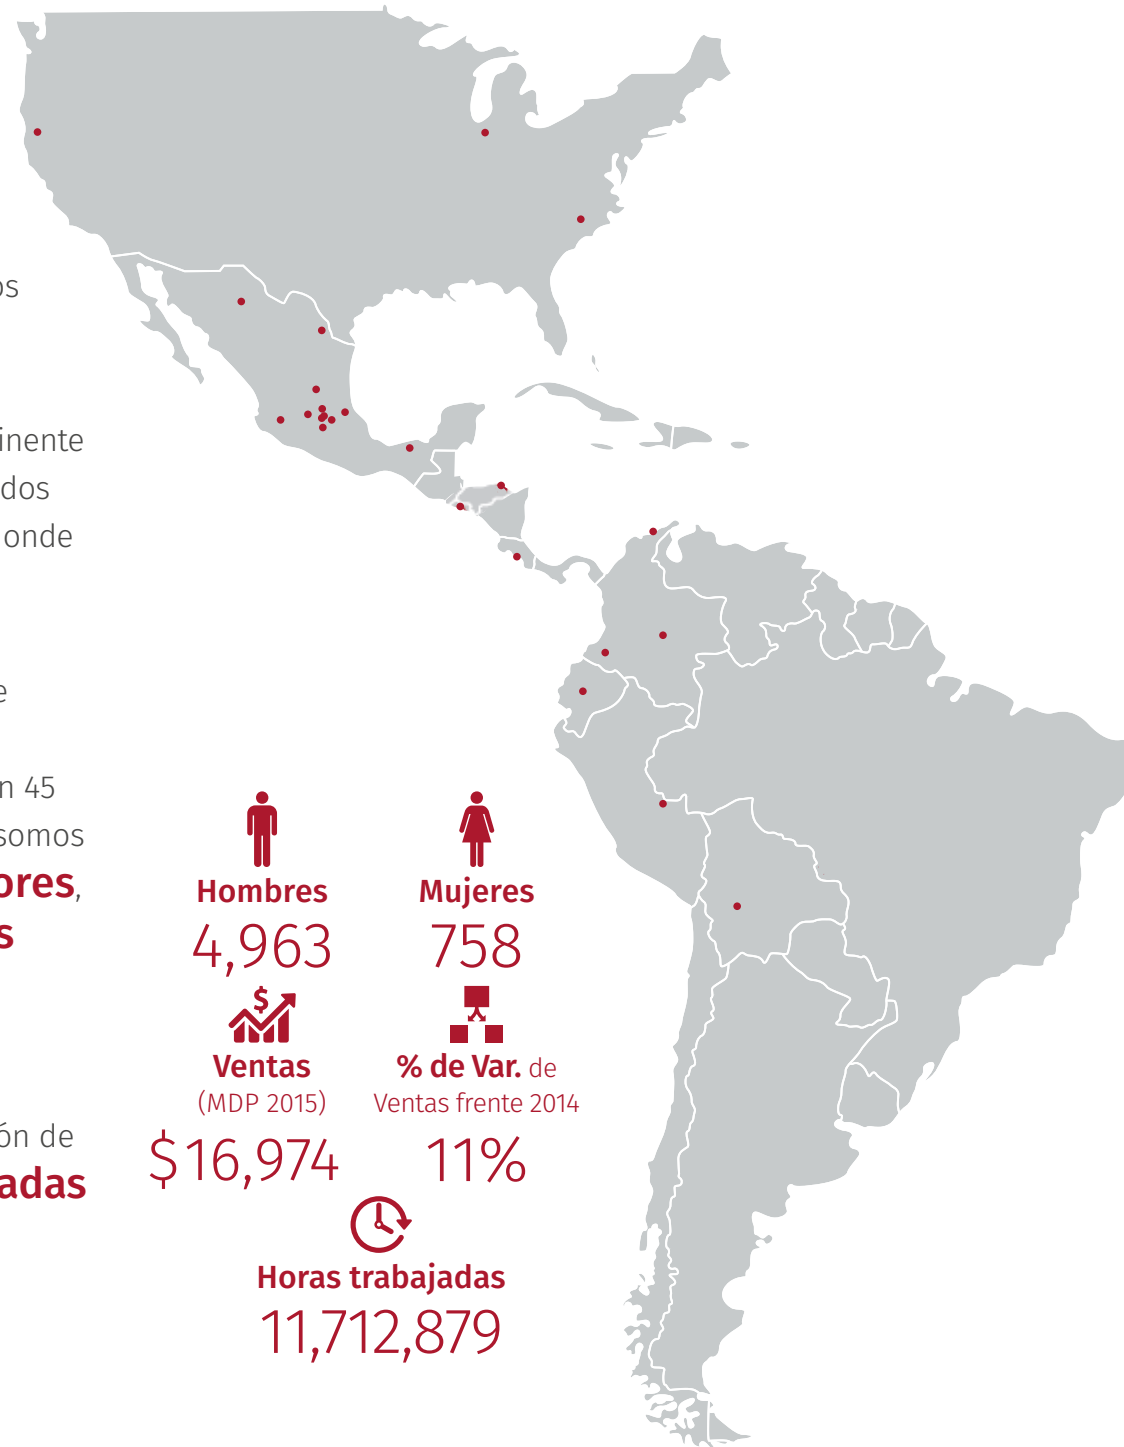 os
inente
dos
onde
e
n 45
somos
ores,
s
ón de
adas
Hombres
4,963
Mujeres
758
$
Ventas
(MDP 2015)
$16,974
% de Var. de
Ventas frente 2014
11%
Horas trabajadas
11,712,879